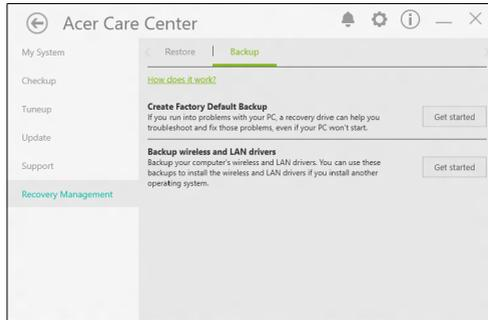 Acer Care Center
My System
Restore
Backup
Checkup
How does it work?
Tuneup
Create Factory Default Backup
If you run into problems with your PC, a recovery drive can help you
troubleshoot and fix those problems, even if your PC won't start.
Get started
Update
Backup wireless and LAN drivers
Backup your computer's wireless and LAN drivers. You can use these
backups to install the wireless and LAN drivers if you install another
operating system.
Get started
Support
Recovery Management